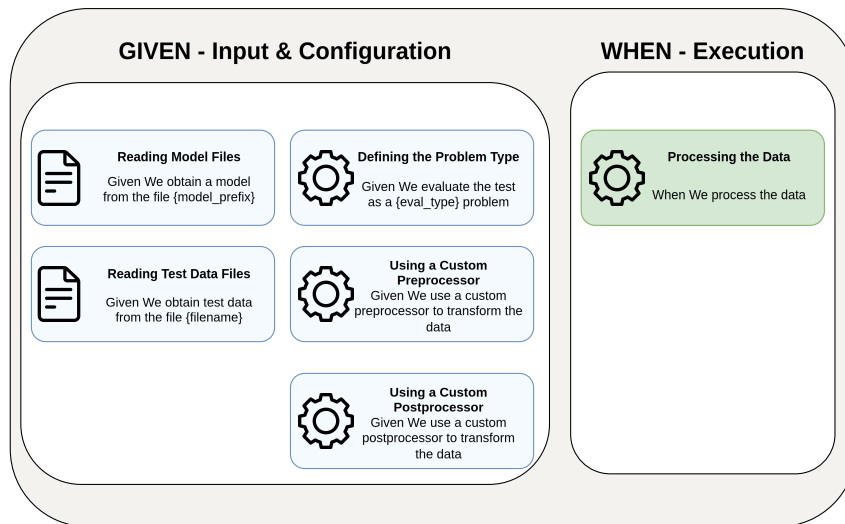 GIVEN - Input & Configuration
Reading Model Files
Given We obtain a model
from the file {model_prefix}
Defining the Problem Type
Given We evaluate the test
as a {eval_type} problem
Reading Test Data Files
Given We obtain test data
from the file {filename}
Using a Custom
Preprocessor
Given We use a custom
preprocessor to transform the
data
Using a Custom
Postprocessor
Given We use a custom
postprocessor to transform
the data
WHEN - Execution
Processing the Data
When We process the data